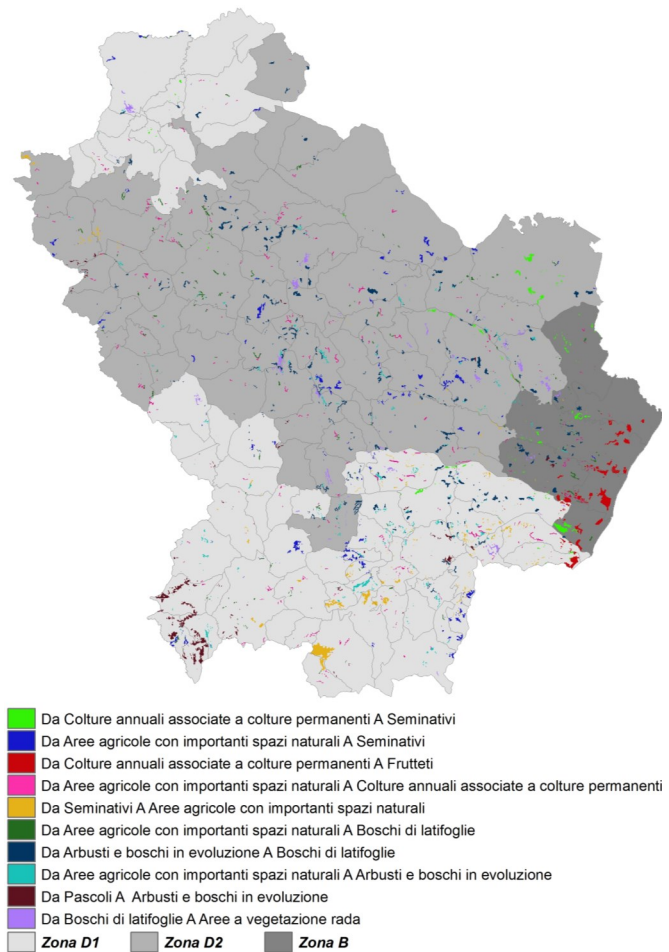 Da Colture annuali associate a colture permanenti A Seminativi
Da Aree agricole con importanti spazi naturali A Seminativi
Da Colture annuali associate a colture permanenti A Frutteti
Da Aree agricole con importanti spazi naturali A Colture annuali associate a colture permanenti
Da Seminativi A Aree agricole con importanti spazi naturali
Da Aree agricole con importanti spazi naturali A Boschi di latifoglie
Da Arbusti e boschi in evoluzione A Boschi di latifoglie
Da Aree agricole con importanti spazi naturali A Arbusti e boschi in evoluzione
Da Pascoli A Arbusti e boschi in evoluzione
Da Boschi di latifoglie A Aree a vegetazione rada
Zona D1 Zona D2 Zona B